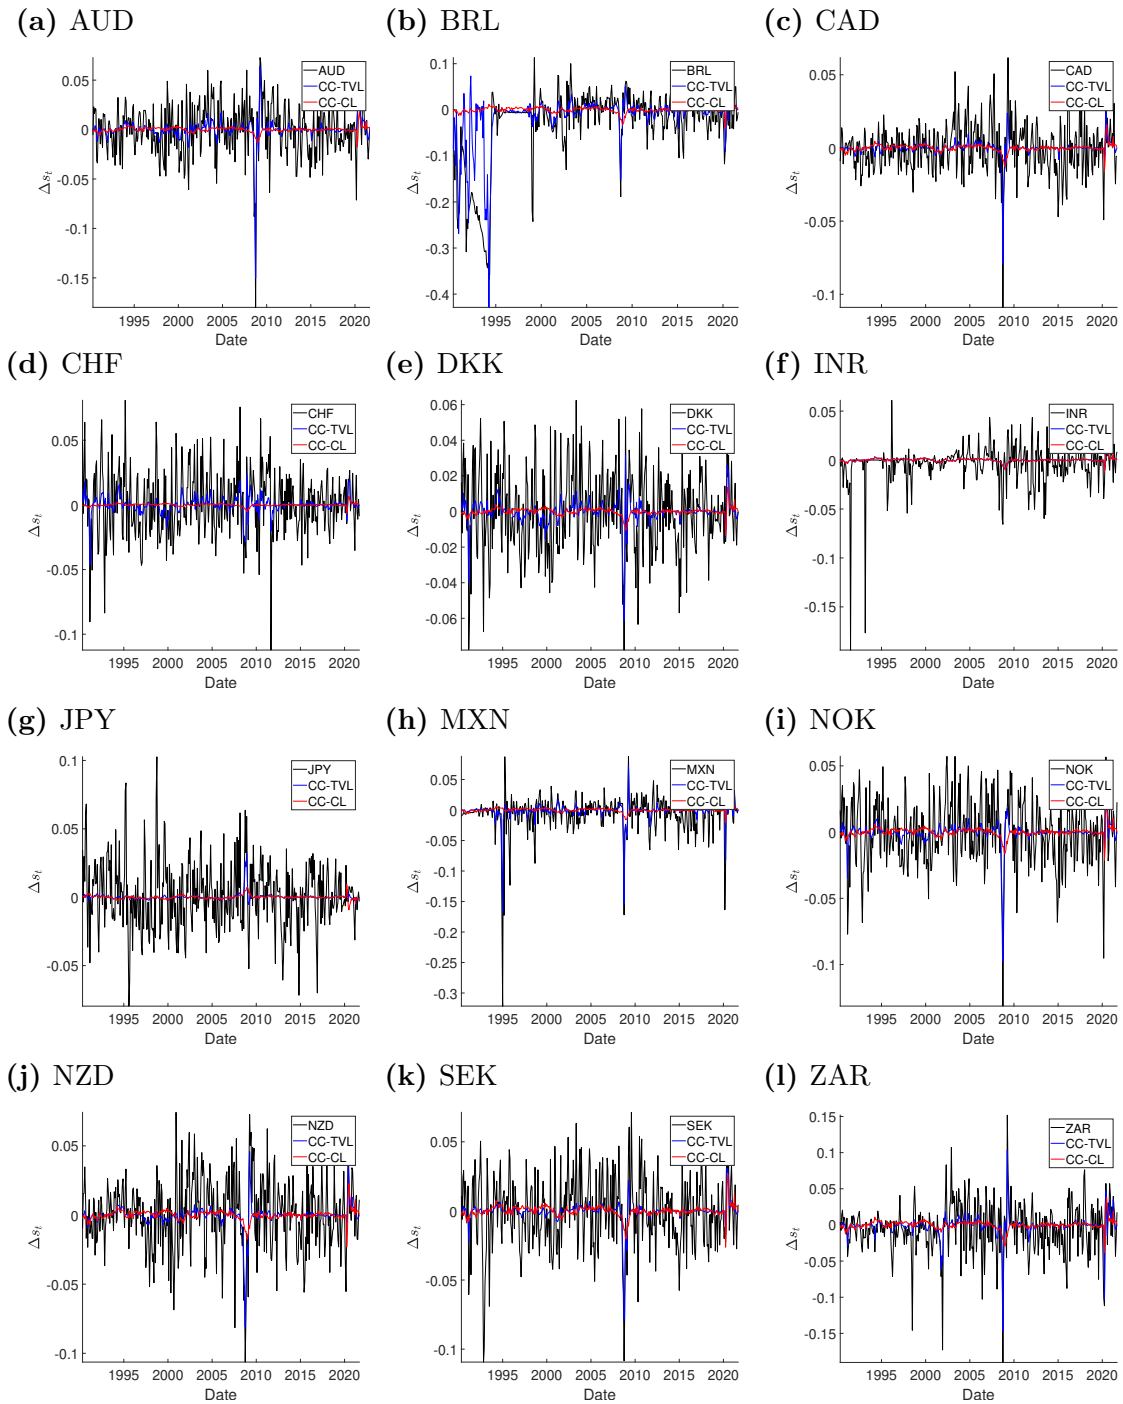 (a) AUD
0.05
0
-0.05
-0.1
-0.15
Δs_t
AUD
CC-TVL
CC-CL
1995 2000 2005 2010 2015 2020
Date
(b) BRL
0.1
0
-0.1
-0.2
-0.3
-0.4
Δs_t
BRL
CC-TVL
CC-CL
1995 2000 2005 2010 2015 2020
Date
(c) CAD
0.05
0
-0.05
-0.1
Δs_t
CAD
CC-TVL
CC-CL
1995 2000 2005 2010 2015 2020
Date
(d) CHF
0.05
0
-0.05
-0.1
Δs_t
CHF
CC-TVL
CC-CL
1995 2000 2005 2010 2015 2020
Date
(e) DKK
0.06
0.04
0.02
0
-0.02
-0.04
-0.06
Δs_t
DKK
CC-TVL
CC-CL
1995 2000 2005 2010 2015 2020
Date
(f) INR
0.05
0
-0.05
-0.1
-0.15
Δs_t
INR
CC-TVL
CC-CL
1995 2000 2005 2010 2015 2020
Date
(g) JPY
0.1
0.05
0
-0.05
Δs_t
JPY
CC-TVL
CC-CL
1995 2000 2005 2010 2015 2020
Date
(h) MXN
0.05
0
-0.05
-0.1
-0.15
-0.2
-0.25
-0.3
Δs_t
MXN
CC-TVL
CC-CL
1995 2000 2005 2010 2015 2020
Date
(i) NOK
0.05
0
-0.05
-0.1
Δs_t
NOK
CC-TVL
CC-CL
1995 2000 2005 2010 2015 2020
Date
(j) NZD
0.05
0
-0.05
-0.1
Δs_t
NZD
CC-TVL
CC-CL
1995 2000 2005 2010 2015 2020
Date
(k) SEK
0.05
0
-0.05
-0.1
Δs_t
SEK
CC-TVL
CC-CL
1995 2000 2005 2010 2015 2020
Date
(l) ZAR
0.15
0.1
0.05
0
-0.05
-0.1
-0.15
Δs_t
ZAR
CC-TVL
CC-CL
1995 2000 2005 2010 2015 2020
Date